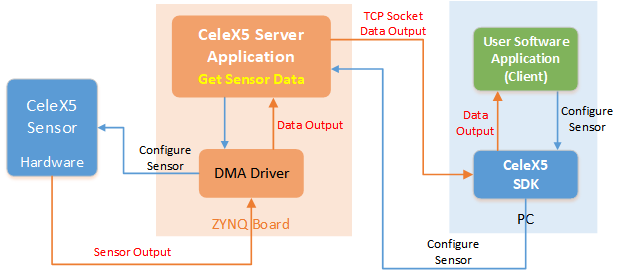 CeleX5 Server
Application
Get Sensor Data
TCP Socket
Data Output
User Software
Application
(Client)
CeleX5
Sensor
Hardware
Configure
Sensor
Data Output
DMA Driver
ZYNQ Board
Sensor Output
Data
Output
Configure
Sensor
CeleX5
SDK
PC
Configure
Sensor